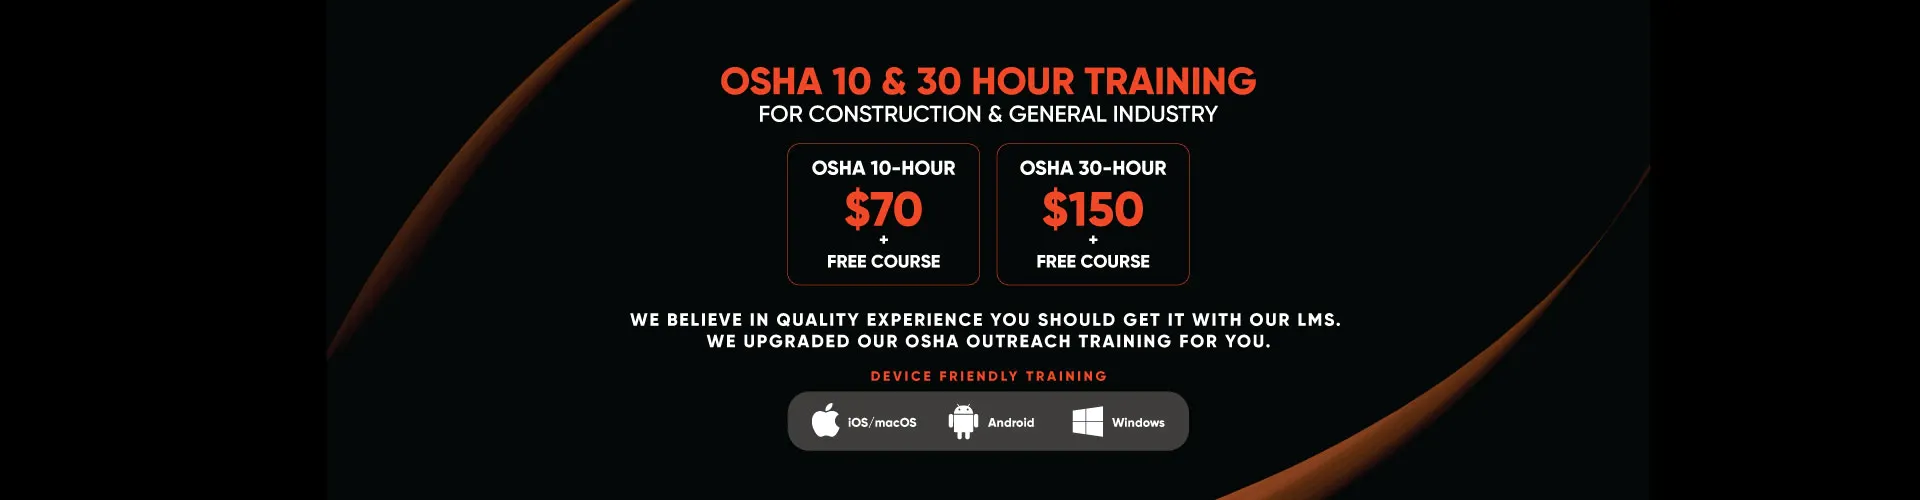 OSHA 10 & 30 HOUR TRAINING
FOR CONSTRUCTION & GENERAL INDUSTRY
OSHA 10-HOUR
$70
+
FREE COURSE
OSHA 30-HOUR
$150
+
FREE COURSE
WE BELIEVE IN QUALITY EXPERIENCE YOU SHOULD GET IT WITH OUR LMS.
WE UPGRADED OUR OSHA OUTREACH TRAINING FOR YOU.
DEVICE FRIENDLY TRAINING
iOS/macOS
Android
Windows